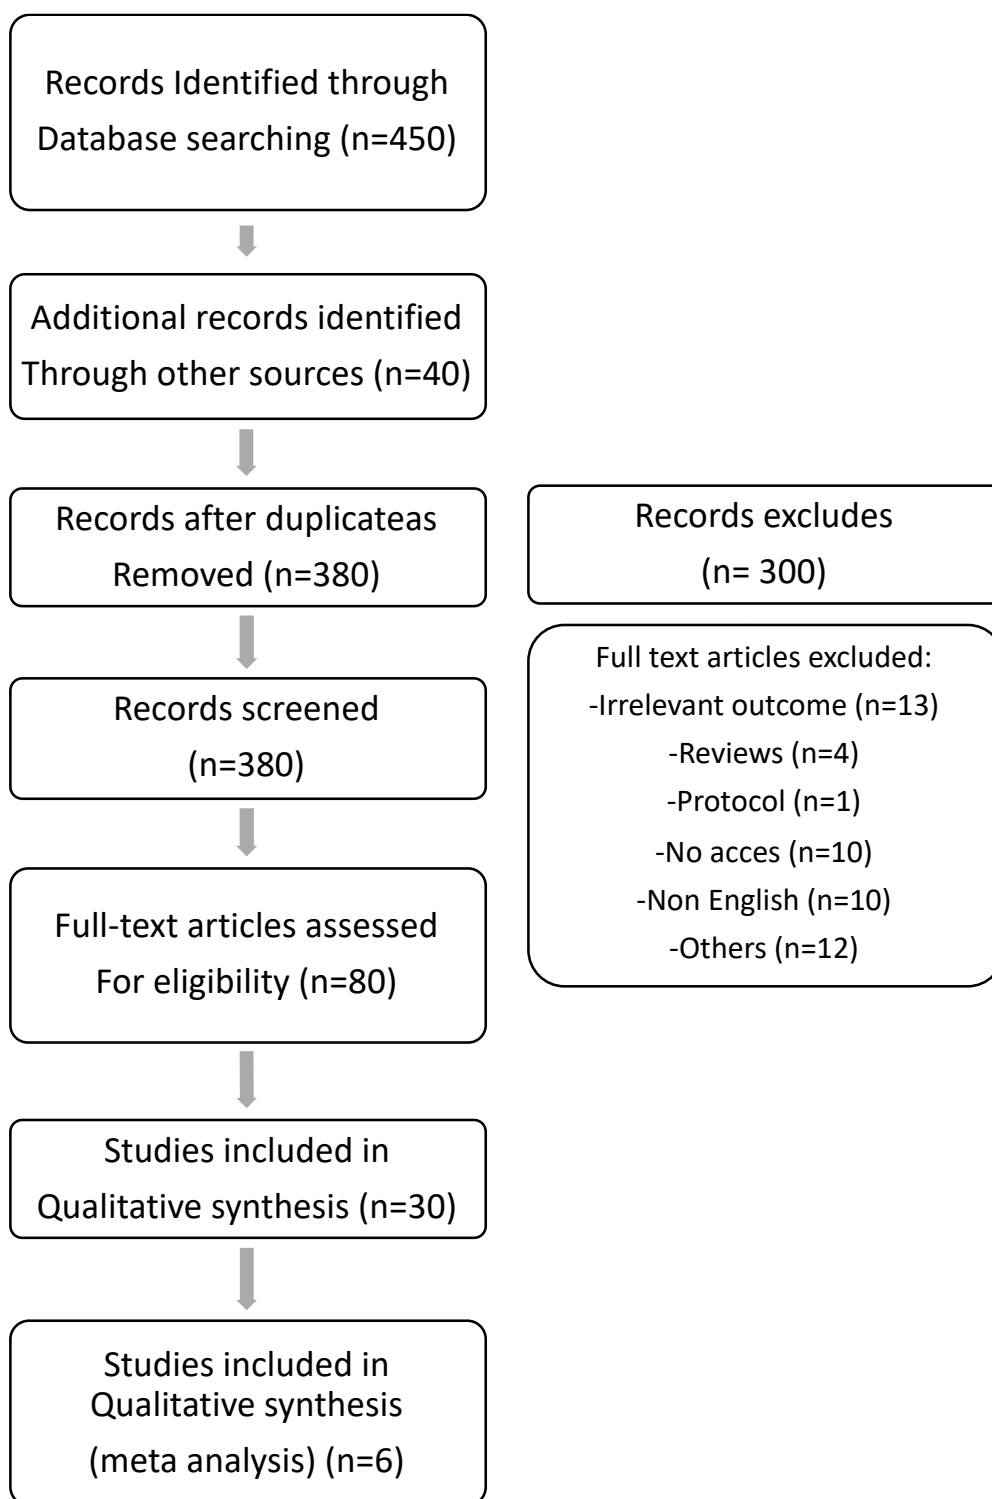 Records Identified through
Database searching (n=450)
Additional records identified
Through other sources (n=40)
Records after duplicateas
Removed (n=380)
Records excludes
(n= 300)
Records screened
(n=380)
Full text articles excluded:
-Irrelevant outcome (n=13)
-Reviews (n=4)
-Protocol (n=1)
-No acces (n=10)
-Non English (n=10)
-Others (n=12)
Full-text articles assessed
For eligibility (n=80)
Studies included in
Qualitative synthesis (n=30)
Studies included in
Qualitative synthesis
(meta analysis) (n=6)